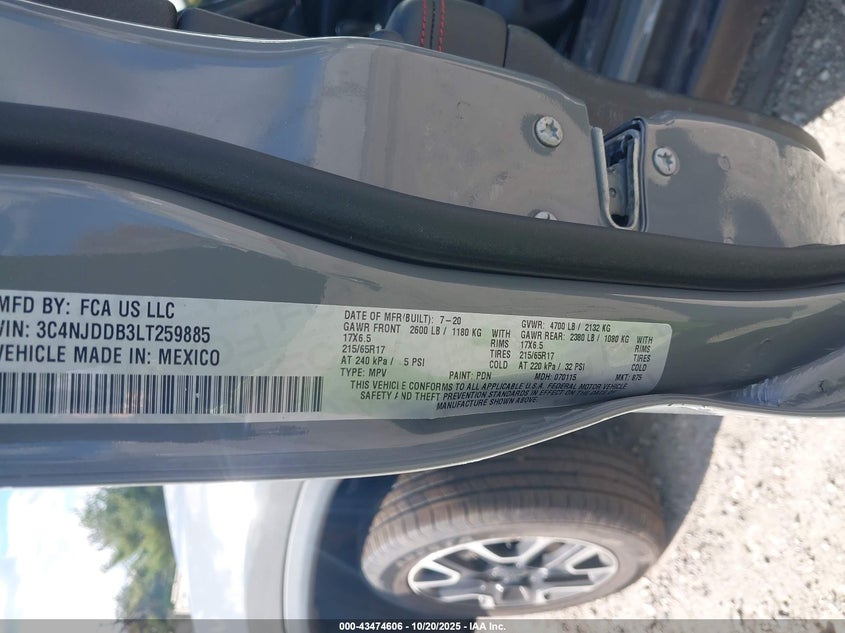 MFD BY: FCA US LLC
VIN: 3C4NJDDB3LT259885
VEHICLE MADE IN: MEXICO
DATE OF MFR(BUILT): 7-20
GAWR FRONT 2600 LB / 1180 KG
17X6.5 RIMS
215/65R17 TIRES
AT 240 kPa / 5 PSI COLD
TYPE: MPV PAINT: PDN
GVWR: 4700 LB / 2132 KG
GAWR REAR: 2380 LB / 1080 KG
17X6.5 RIMS
215/65R17 TIRES
AT 220 kPa / 32 PSI COLD
MDH: 070115 MKT: 875
THIS VEHICLE CONFORMS TO ALL APPLICABLE U.S.A. FEDERAL MOTOR VEHICLE
SAFETY AND THEFT PREVENTION STANDARDS IN EFFECT ON THE DATE OF
MANUFACTURE SHOWN ABOVE.
000-43474606 | 10/20/2025 | IAA Inc.